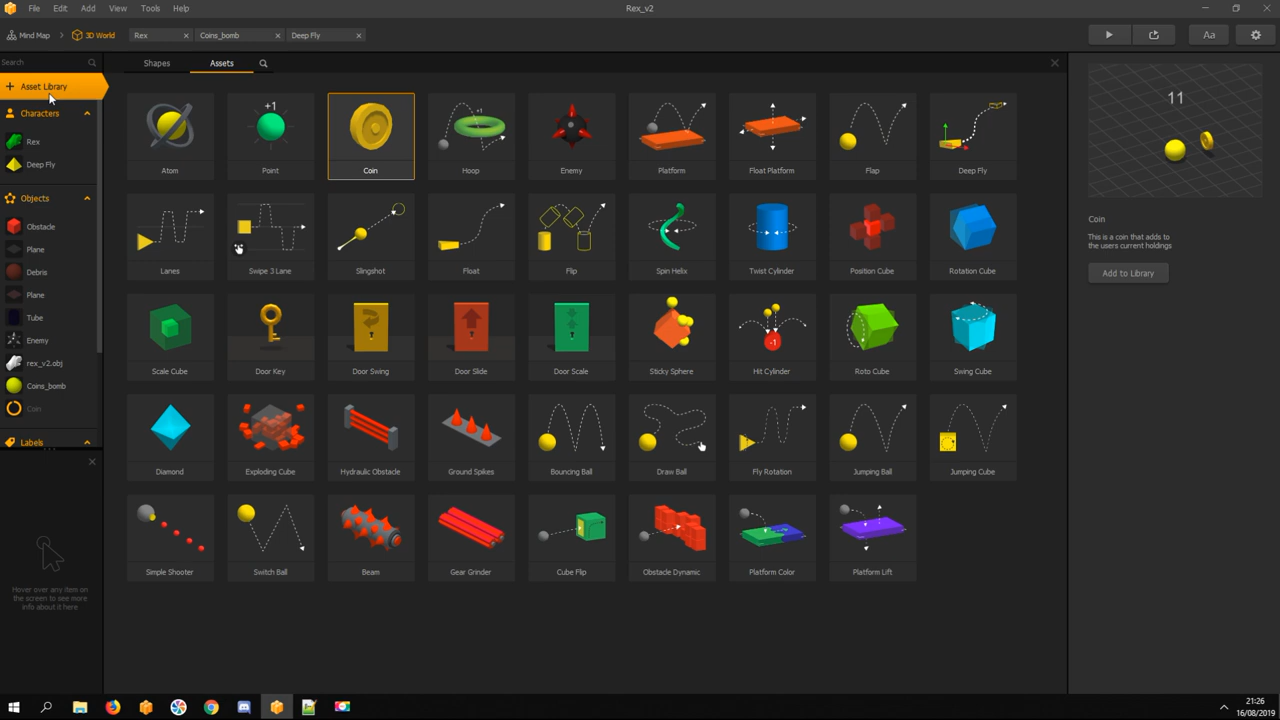 File Edit Add View Tools Help
Rex_v2
Mind Map > 3D World Rex × Coins_bomb × Deep Fly ×
Aa
Search
Shapes Assets
+ Asset Library
Characters
Rex
Deep Fly
Objects
Obstacle
Plane
Debris
Plane
Tube
Enemy
rex_v2.obj
Coins_bomb
Coin
Labels
Hover over any item on
the screen to see more
info about it here
+1
+1
Atom Point Coin Hoop Enemy Platform Float Platform Flap Deep Fly
Lanes Swipe 3 Lane Slingshot Float Flip Spin Helix Twist Cylinder Position Cube Rotation Cube
-1
Scale Cube Door Key Door Swing Door Slide Door Scale Sticky Sphere Hit Cylinder Roto Cube Swing Cube
Diamond Exploding Cube Hydraulic Obstacle Ground Spikes Bouncing Ball Draw Ball Fly Rotation Jumping Ball Jumping Cube
Simple Shooter Switch Ball Beam Gear Grinder Cube Flip Obstacle Dynamic Platform Color Platform Lift
11
Coin
This is a coin that adds to
the users current holdings
Add to Library
21:26
16/08/2019